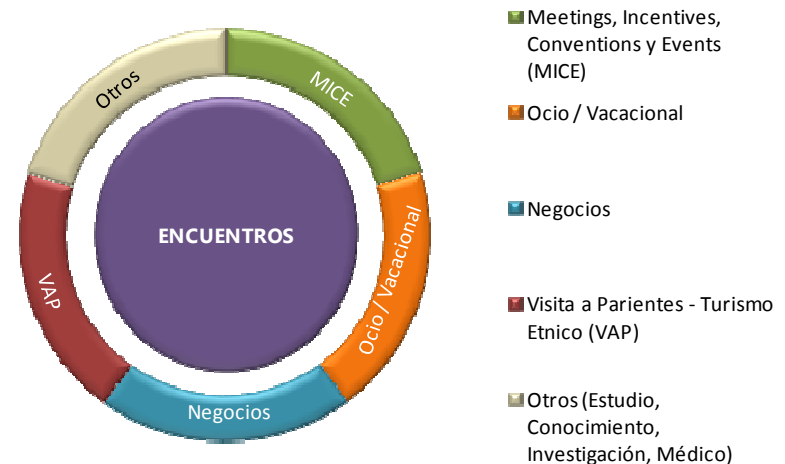 Otros
MICE
ENCUENTROS
VAP
Ocio / Vacacional
Negocios
Meetings, Incentives,
Conventions y Events
(MICE)
Ocio / Vacacional
Negocios
Visita a Parientes - Turismo
Etnico (VAP)
Otros (Estudio,
Conocimiento,
Investigación, Médico)